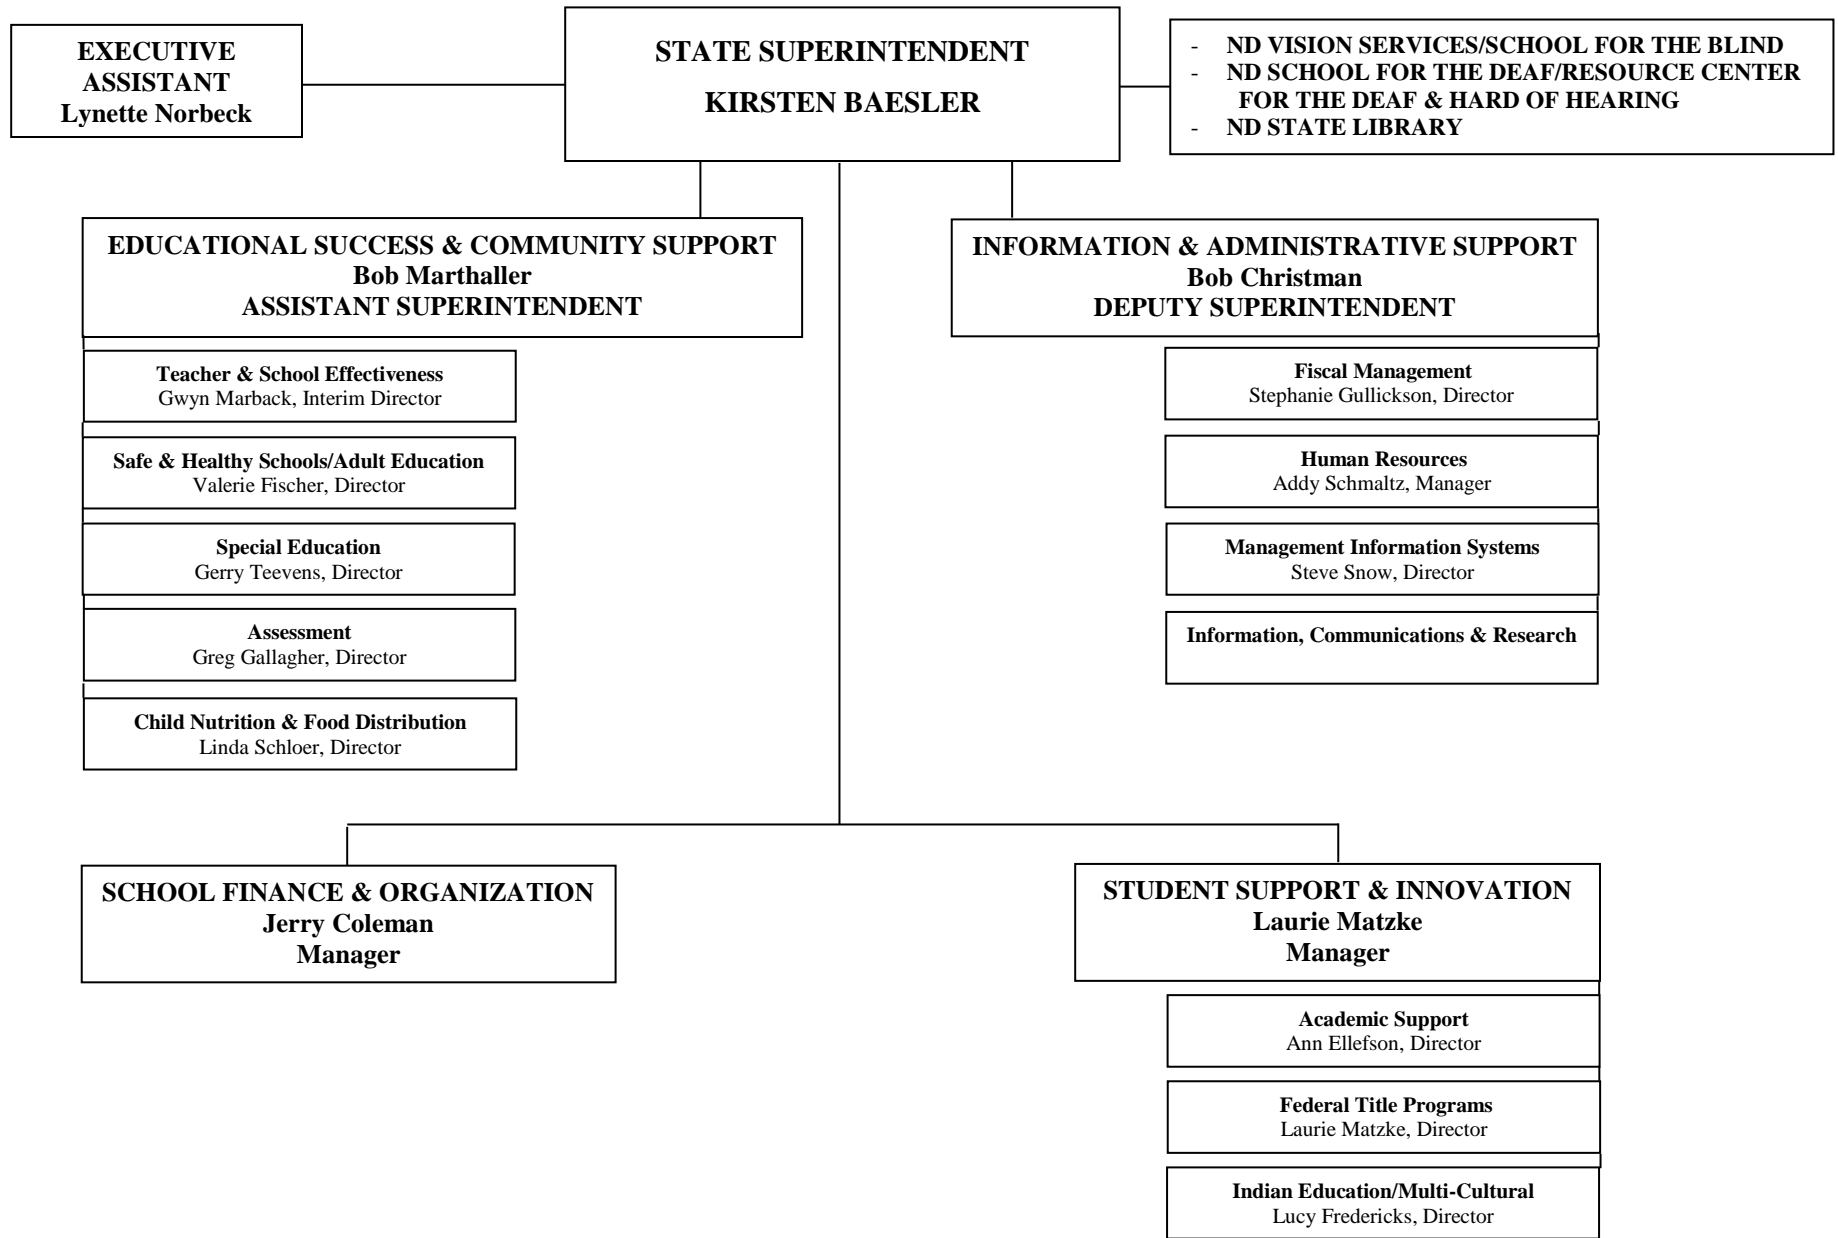 EXECUTIVE
ASSISTANT
Lynette Norbeck
STATE SUPERINTENDENT
KIRSTEN BAESLER
- ND VISION SERVICES/SCHOOL FOR THE BLIND
- ND SCHOOL FOR THE DEAF/RESOURCE CENTER
FOR THE DEAF & HARD OF HEARING
- ND STATE LIBRARY
EDUCATIONAL SUCCESS & COMMUNITY SUPPORT
Bob Marthaller
ASSISTANT SUPERINTENDENT
Teacher & School Effectiveness
Gwyn Marback, Interim Director
Safe & Healthy Schools/Adult Education
Valerie Fischer, Director
Special Education
Gerry Teevens, Director
Assessment
Greg Gallagher, Director
Child Nutrition & Food Distribution
Linda Schloer, Director
INFORMATION & ADMINISTRATIVE SUPPORT
Bob Christman
DEPUTY SUPERINTENDENT
Fiscal Management
Stephanie Gullickson, Director
Human Resources
Addy Schmaltz, Manager
Management Information Systems
Steve Snow, Director
Information, Communications & Research
SCHOOL FINANCE & ORGANIZATION
Jerry Coleman
Manager
STUDENT SUPPORT & INNOVATION
Laurie Matzke
Manager
Academic Support
Ann Ellefson, Director
Federal Title Programs
Laurie Matzke, Director
Indian Education/Multi-Cultural
Lucy Fredericks, Director